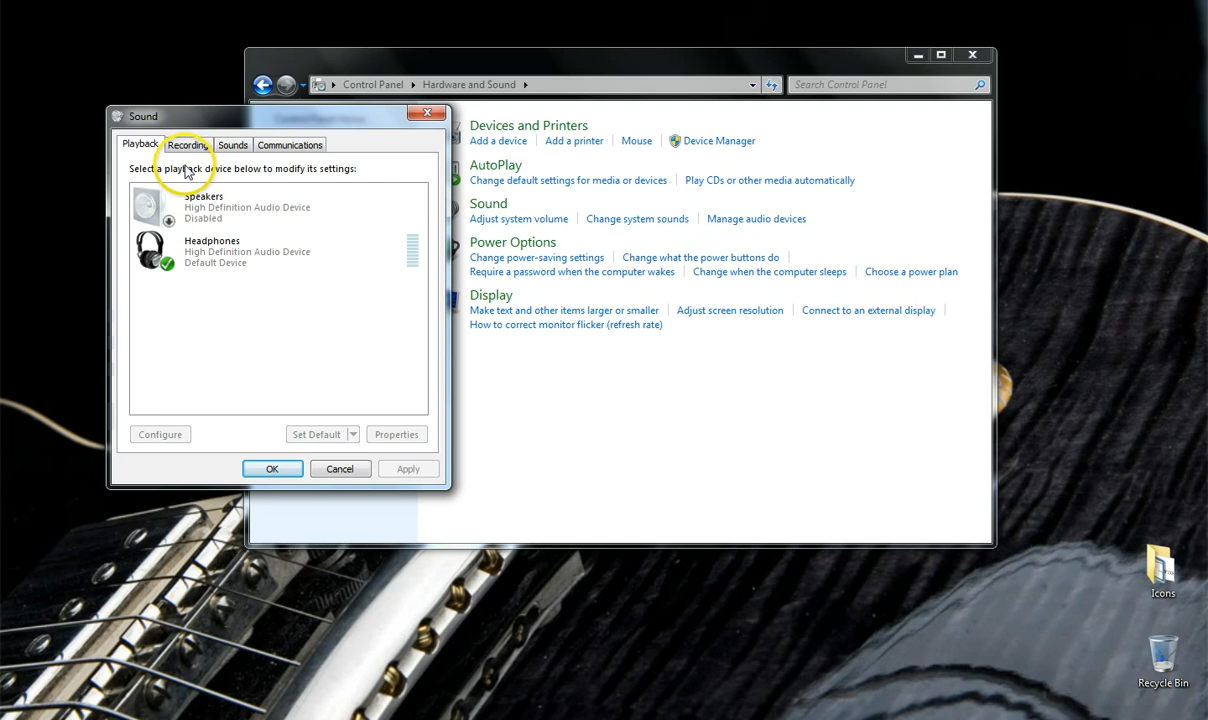 Control Panel
Hardware and Sound
Search Control Panel
Sound
Playback
Recording
Sounds
Communications
Select a playback device below to modify its settings:
Speakers
High Definition Audio Device
Disabled
Headphones
High Definition Audio Device
Default Device
Configure
Set Default
Properties
OK
Cancel
Apply
Devices and Printers
Add a device
Add a printer
Mouse
Device Manager
AutoPlay
Change default settings for media or devices
Play CDs or other media automatically
Sound
Adjust system volume
Change system sounds
Manage audio devices
Power Options
Change power-saving settings
Change what the power buttons do
Require a password when the computer wakes
Change when the computer sleeps
Choose a power plan
Display
Make text and other items larger or smaller
Adjust screen resolution
Connect to an external display
How to correct monitor flicker (refresh rate)
Icons
Recycle Bin